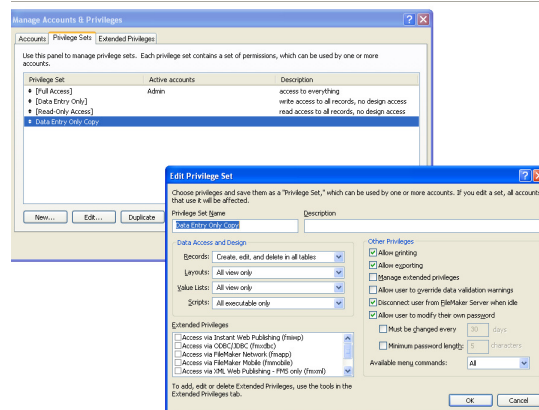 Manage Accounts & Privileges
Accounts Privilege Sets Extended Privileges
Use this panel to manage privilege sets. Each privilege set contains a set of permissions, which can be used by one or more
accounts.
Privilege Set Active accounts Description
[Full Access] Admin access to everything
[Data Entry Only] write access to all records, no design access
[Read-Only Access] read access to all records, no design access
Data Entry Only Copy
New... Edit... Duplicate
Edit Privilege Set
Choose privileges and save them as a "Privilege Set," which can be used by one or more accounts. If you edit a set, all accounts
that use it will be affected.
Privilege Set Name Description
Data Entry Only Copy
Data Access and Design
Records: Create, edit, and delete in all tables
Layouts: All view only
Value Lists: All view only
Scripts: All executable only
Extended Privileges
Access via Instant Web Publishing (fmiwp)
Access via ODBC/JDBC (fmxdbc)
Access via FileMaker Network (fmapp)
Access via FileMaker Mobile (fmmobile)
Access via XML Web Publishing - FMS only (fmxml)
To add, edit or delete Extended Privileges, use the tools in the
Extended Privileges tab.
Other Privileges
Allow printing
Allow exporting
Manage extended privileges
Allow user to override data validation warnings
Disconnect user from FileMaker Server when idle
Allow user to modify their own password
Must be changed every 30 days
Minimum password length: characters
Available menu commands: All
OK Cancel